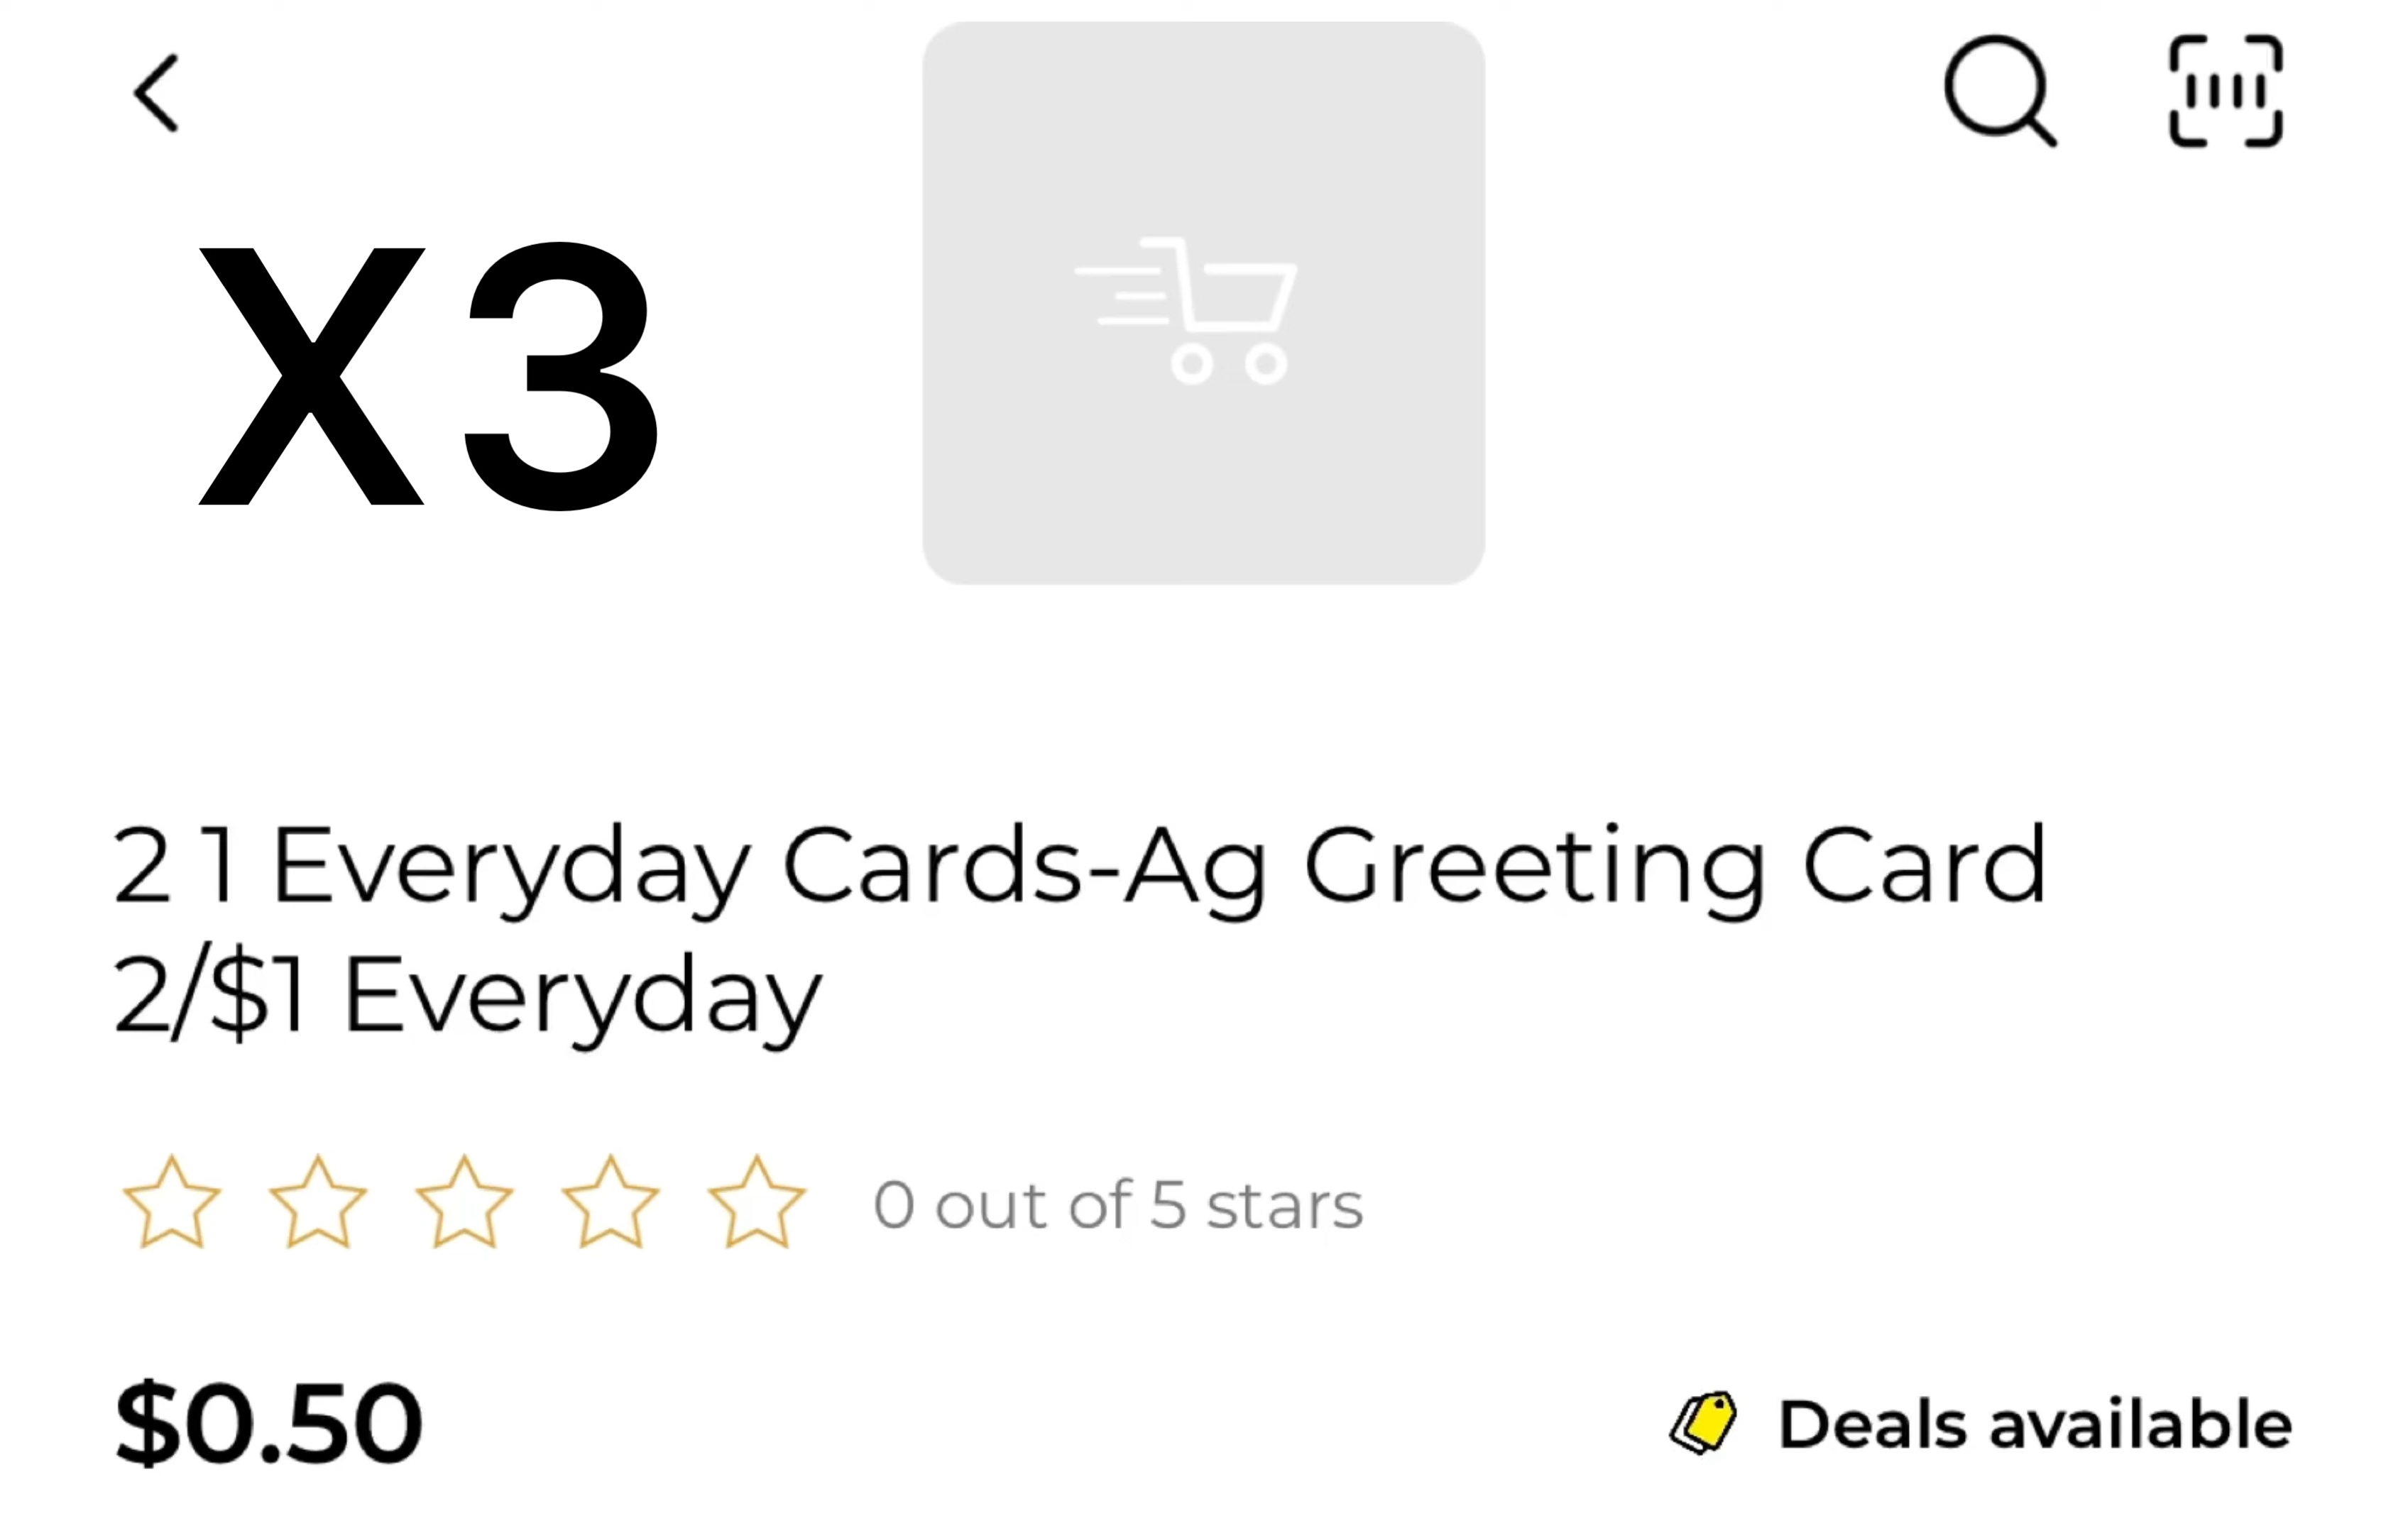 X3
2 1 Everyday Cards-Ag Greeting Card
2/$1 Everyday
0 out of 5 stars
$0.50
Deals available